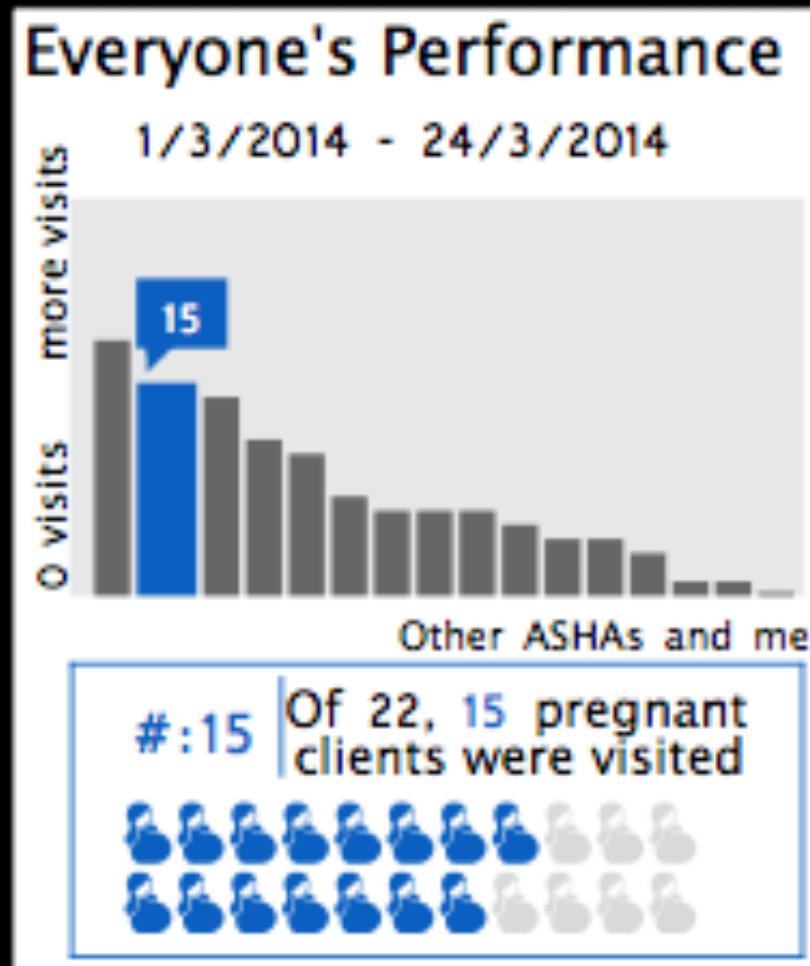 Everyone's Performance
1/3/2014 - 24/3/2014
more visits
0 visits
15
Other ASHAs and me
#:15
Of 22, 15 pregnant
clients were visited